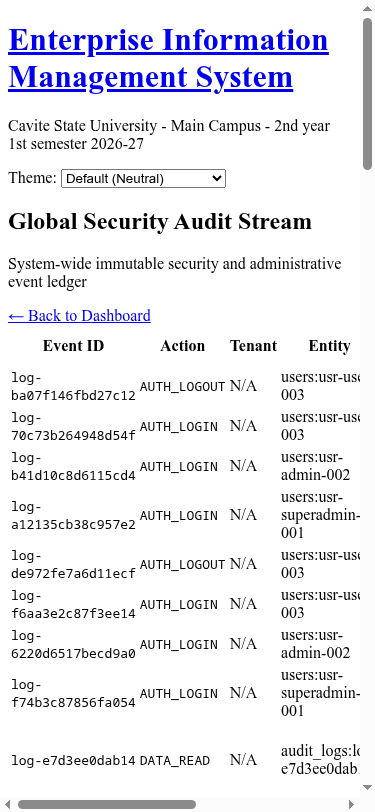 Enterprise Information
Management System
Cavite State University - Main Campus - 2nd year
1st semester 2026-27
Theme: Default (Neutral)
Global Security Audit Stream
System-wide immutable security and administrative
event ledger
← Back to Dashboard
Event ID Action Tenant Entity
log-
ba07f146fbd27c12 AUTH_LOGOUT N/A users:usr-use
003
log-
70c73b264948d54f AUTH_LOGIN N/A users:usr-use
003
log-
b41d10c8d6115cd4 AUTH_LOGIN N/A users:usr-
admin-002
log-
a12135cb38c957e2 AUTH_LOGIN N/A users:usr-
superadmin-
001
log-
de972fe7a6d11ecf AUTH_LOGOUT N/A users:usr-use
003
log-
f6aa3e2c87f3ee14 AUTH_LOGIN N/A users:usr-use
003
log-
6220d6517becd9a0 AUTH_LOGIN N/A users:usr-
admin-002
log-
f74b3c87856fa054 AUTH_LOGIN N/A users:usr-
superadmin-
001
log-e7d3ee0dab14 DATA_READ N/A audit_logs:lo
e7d3ee0dab